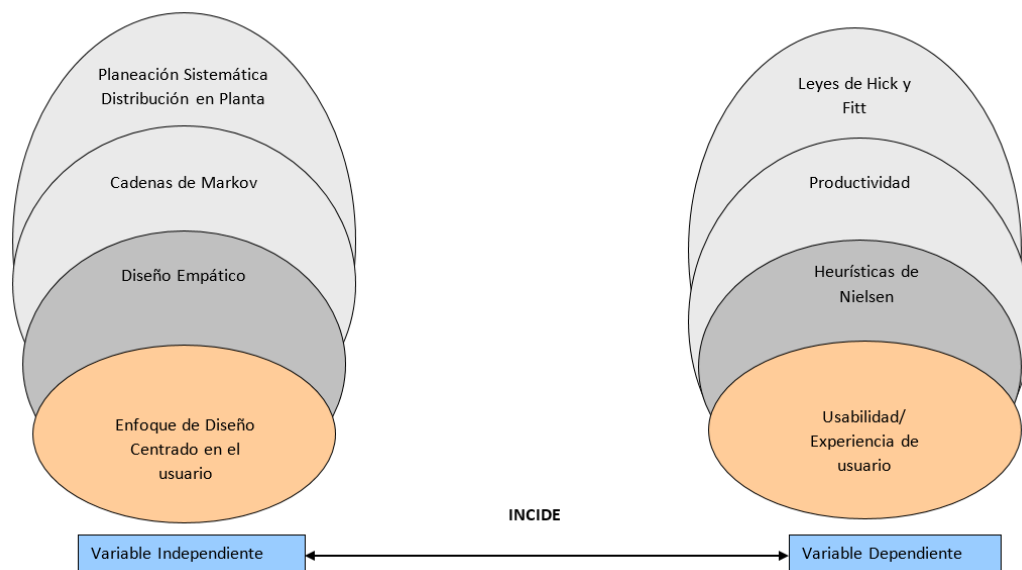 Planeación Sistemática
Distribución en Planta
Cadenas de Markov
Diseño Empático
Enfoque de Diseño
Centrado en el
usuario
Variable Independiente
INCIDE
Leyes de Hick y
Fitt
Productividad
Heurísticas de
Nielsen
Usabilidad/
Experiencia de
usuario
Variable Dependiente